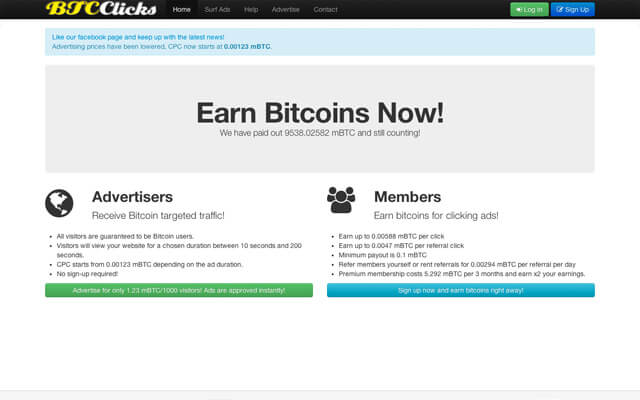 BTCClicks Home Surf Ads Help Advertise Contact Log In Sign Up
Like our facebook page and keep up with the latest news!
Advertising prices have been lowered, CPC now starts at 0.00123 mBTC.
Earn Bitcoins Now!
We have paid out 9538.02582 mBTC and still counting!
Advertisers
Receive Bitcoin targeted traffic!
All visitors are guaranteed to be Bitcoin users.
Visitors will view your website for a chosen duration between 10 seconds and 200
seconds.
CPC starts from 0.00123 mBTC depending on the ad duration.
No sign-up required!
Advertise for only 1.23 mBTC/1000 visitors! Ads are approved instantly!
Members
Earn bitcoins for clicking ads!
Earn up to 0.00588 mBTC per click
Earn up to 0.0047 mBTC per referral click
Minimum payout is 0.1 mBTC
Refer members yourself or rent referrals for 0.00294 mBTC per referral per day
Premium membership costs 5.292 mBTC per 3 months and earn x2 your earnings.
Sign up now and earn bitcoins right away!